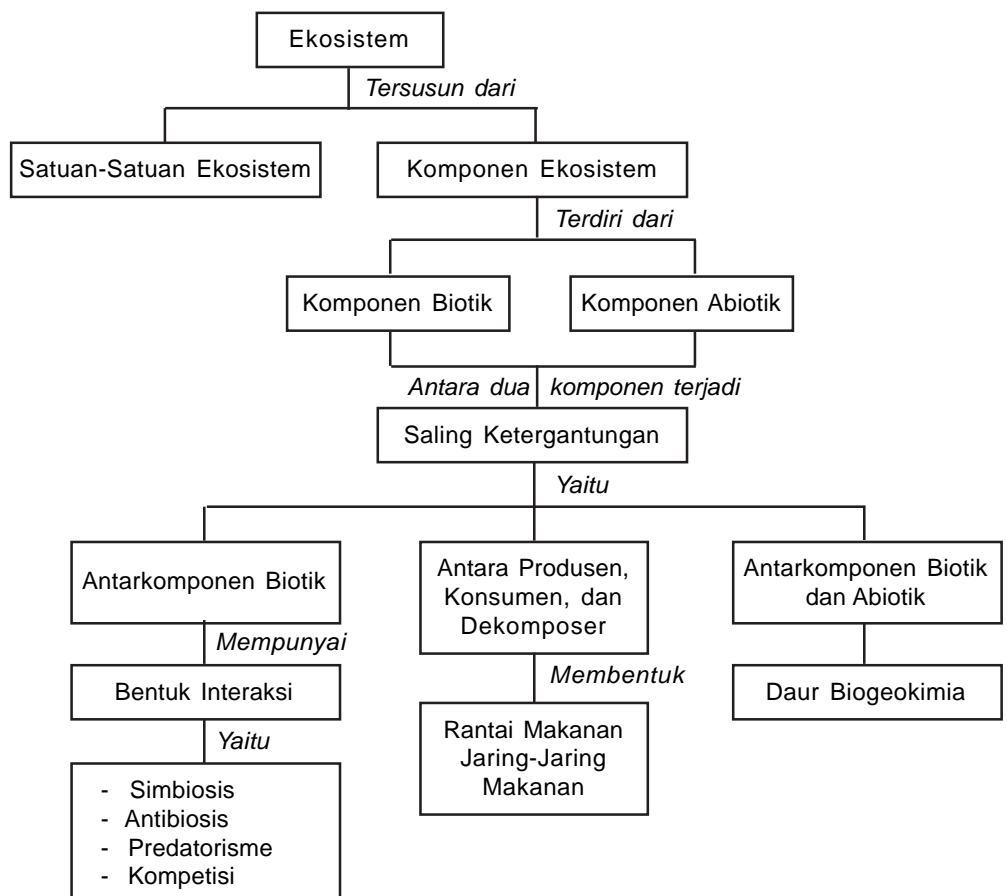 Ekosistem
Tersusun dari
Satuan-Satuan Ekosistem
Komponen Ekosistem
Terdiri dari
Komponen Biotik
Komponen Abiotik
Antara dua komponen terjadi
Saling Ketergantungan
Yaitu
Antarkomponen Biotik
Antara Produsen,
Konsumen, dan
Dekomposer
Antarkomponen Biotik
dan Abiotik
Mempunyai
Membentuk
Bentuk Interaksi
Rantai Makanan
Jaring-Jaring
Makanan
Daur Biogeokimia
Yaitu
- Simbiosis
- Antibiosis
- Predatorisme
- Kompetisi